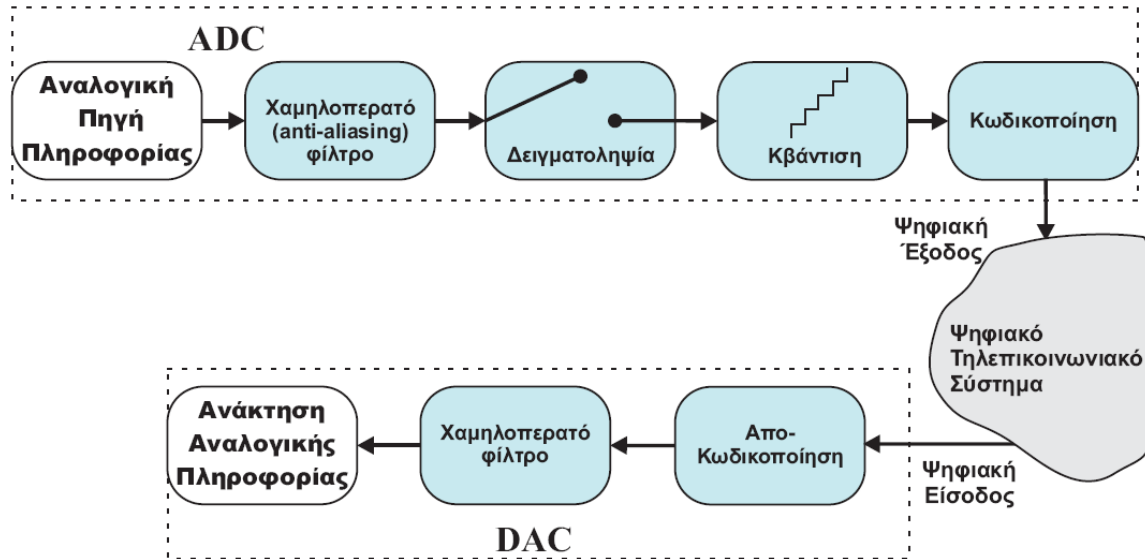 ADC
Αναλογική
Πηγή
Πληροφορίας
Χαμηλοπερατό
(anti-aliasing)
φίλτρο
Δειγματοληψία
Κβάντιση
Κωδικοποίηση
Ψηφιακή
Έξοδος
Ψηφιακό
Τηλεπικοινωνιακό
Σύστημα
Ψηφιακή
Είσοδος
Απο-
Κωδικοποίηση
Χαμηλοπερατό
φίλτρο
Ανάκτηση
Αναλογικής
Πληροφορίας
DAC